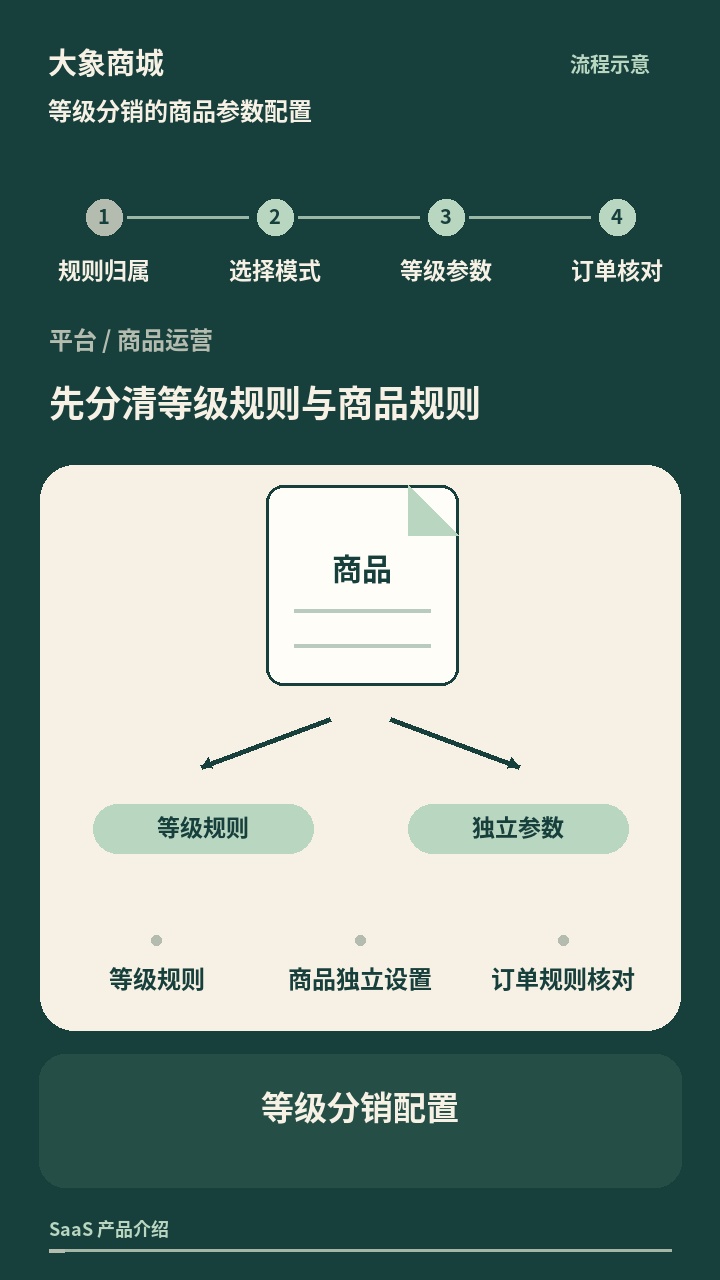 大象商城
流程示意
等级分销的商品参数配置
1 2 3 4
规则归属 选择模式 等级参数 订单核对
平台 / 商品运营
先分清等级规则与商品规则
商品
等级规则 独立参数
等级规则 商品独立设置 订单规则核对
等级分销配置
SaaS 产品介绍